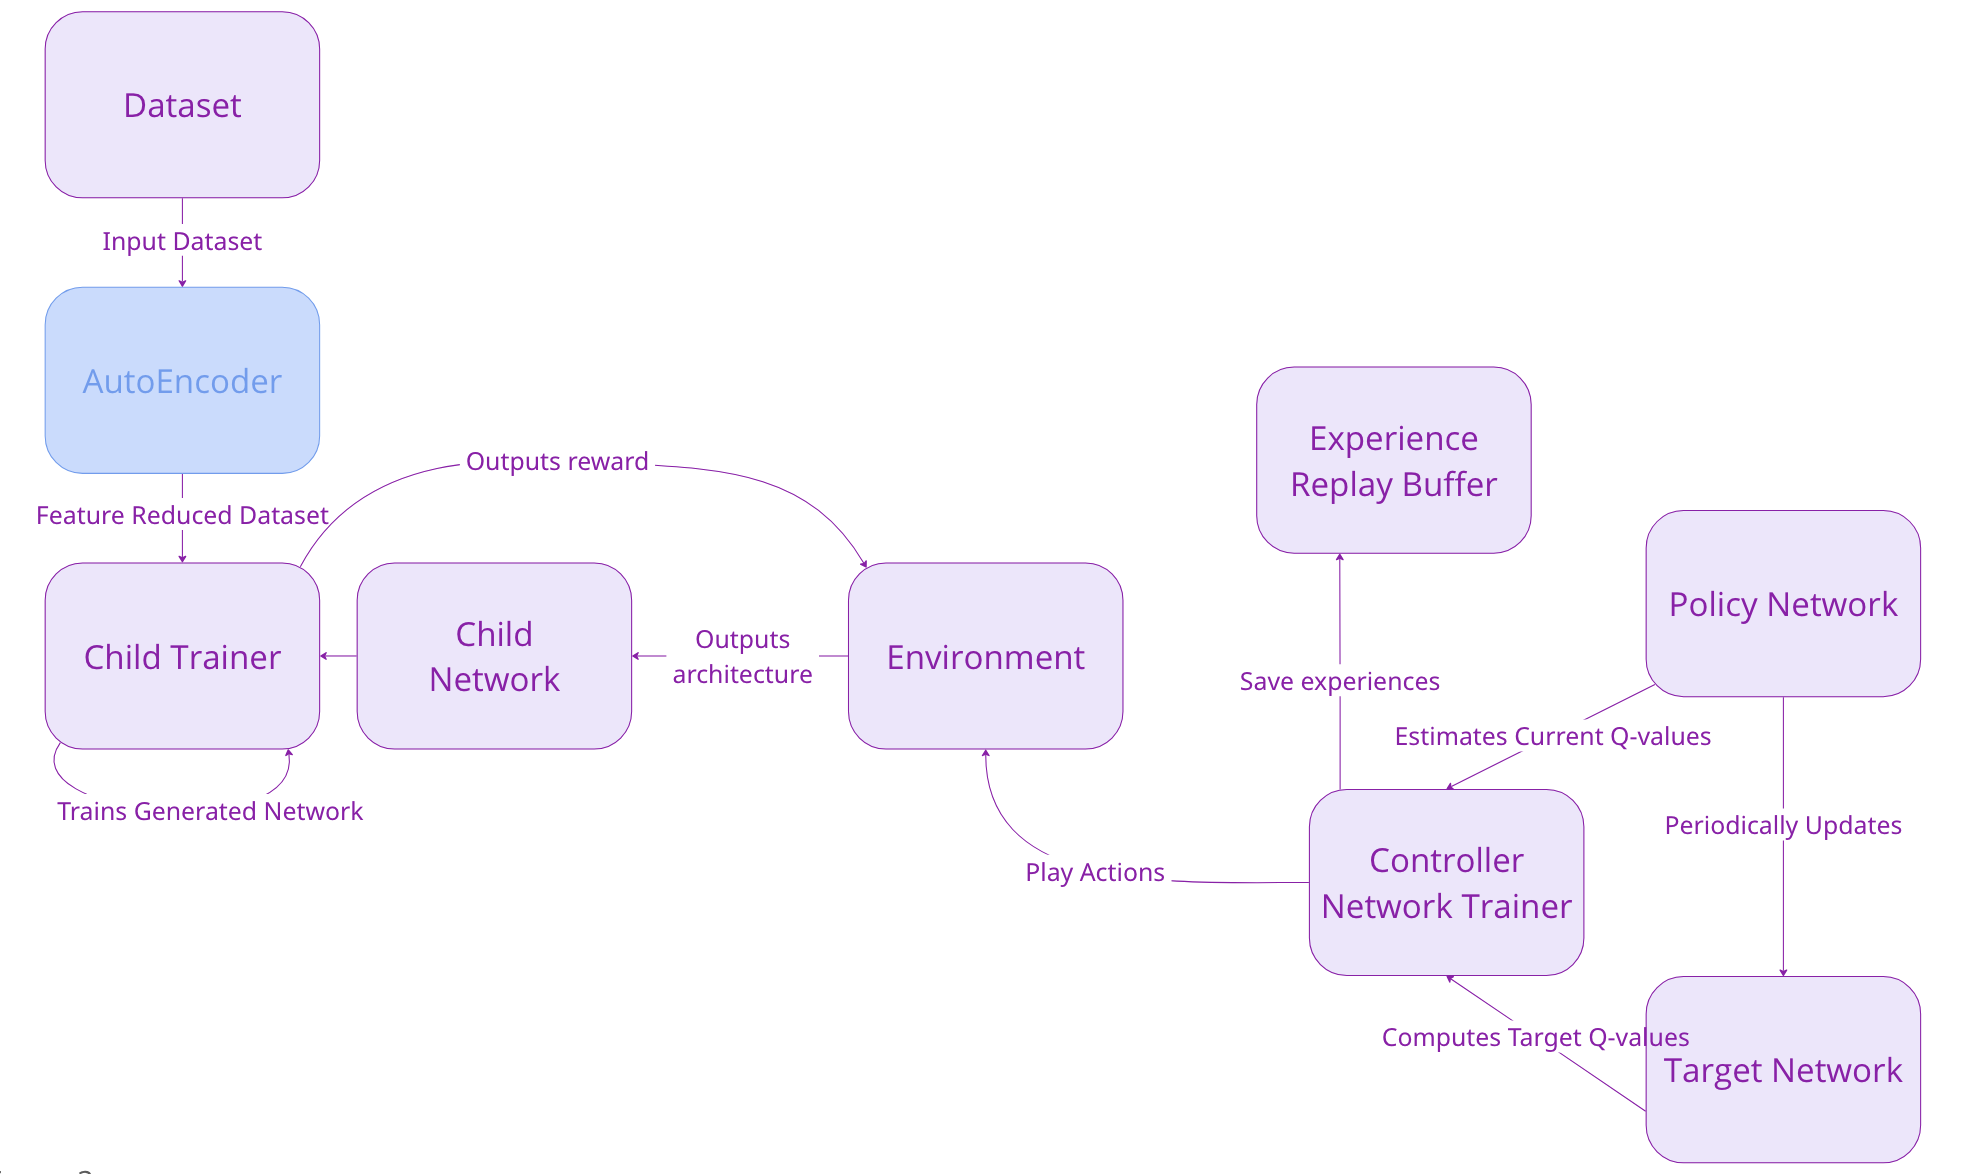 Dataset
Input Dataset
AutoEncoder
Feature Reduced Dataset
Outputs reward
Child Trainer
Child
Network
Outputs
architecture
Environment
Trains Generated Network
Experience
Replay Buffer
Save experiences
Policy Network
Estimates Current Q-values
Periodically Updates
Play Actions
Controller
Network Trainer
Computes Target Q-values
Target Network